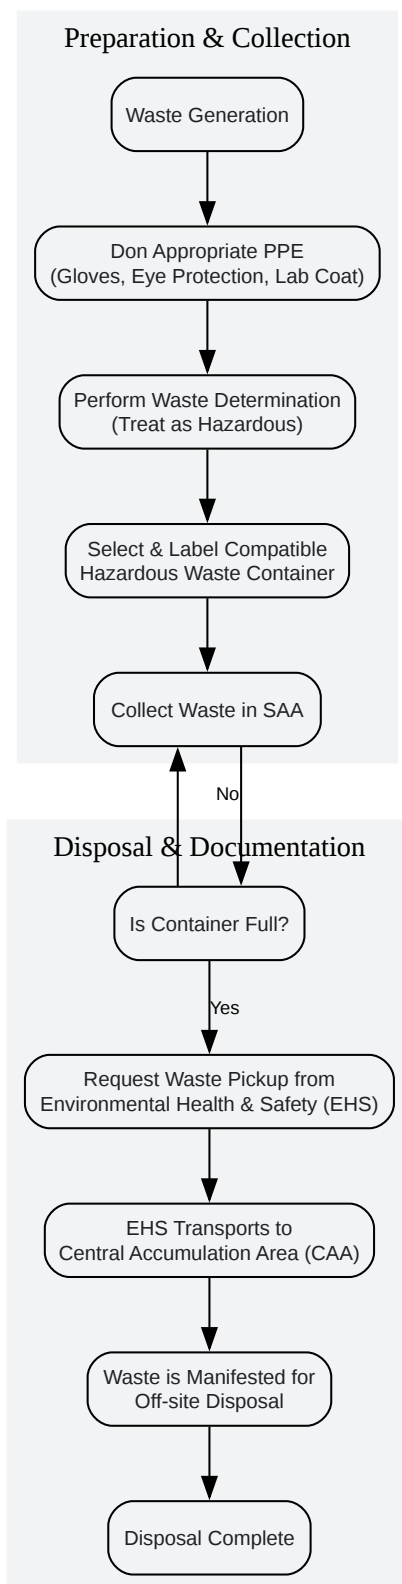 Preparation & Collection
Waste Generation
Don Appropriate PPE
(Gloves, Eye Protection, Lab Coat)
Perform Waste Determination
(Treat as Hazardous)
Select & Label Compatible
Hazardous Waste Container
Collect Waste in SAA
No
Disposal & Documentation
Is Container Full?
Yes
Request Waste Pickup from
Environmental Health & Safety (EHS)
EHS Transports to
Central Accumulation Area (CAA)
Waste is Manifested for
Off-site Disposal
Disposal Complete